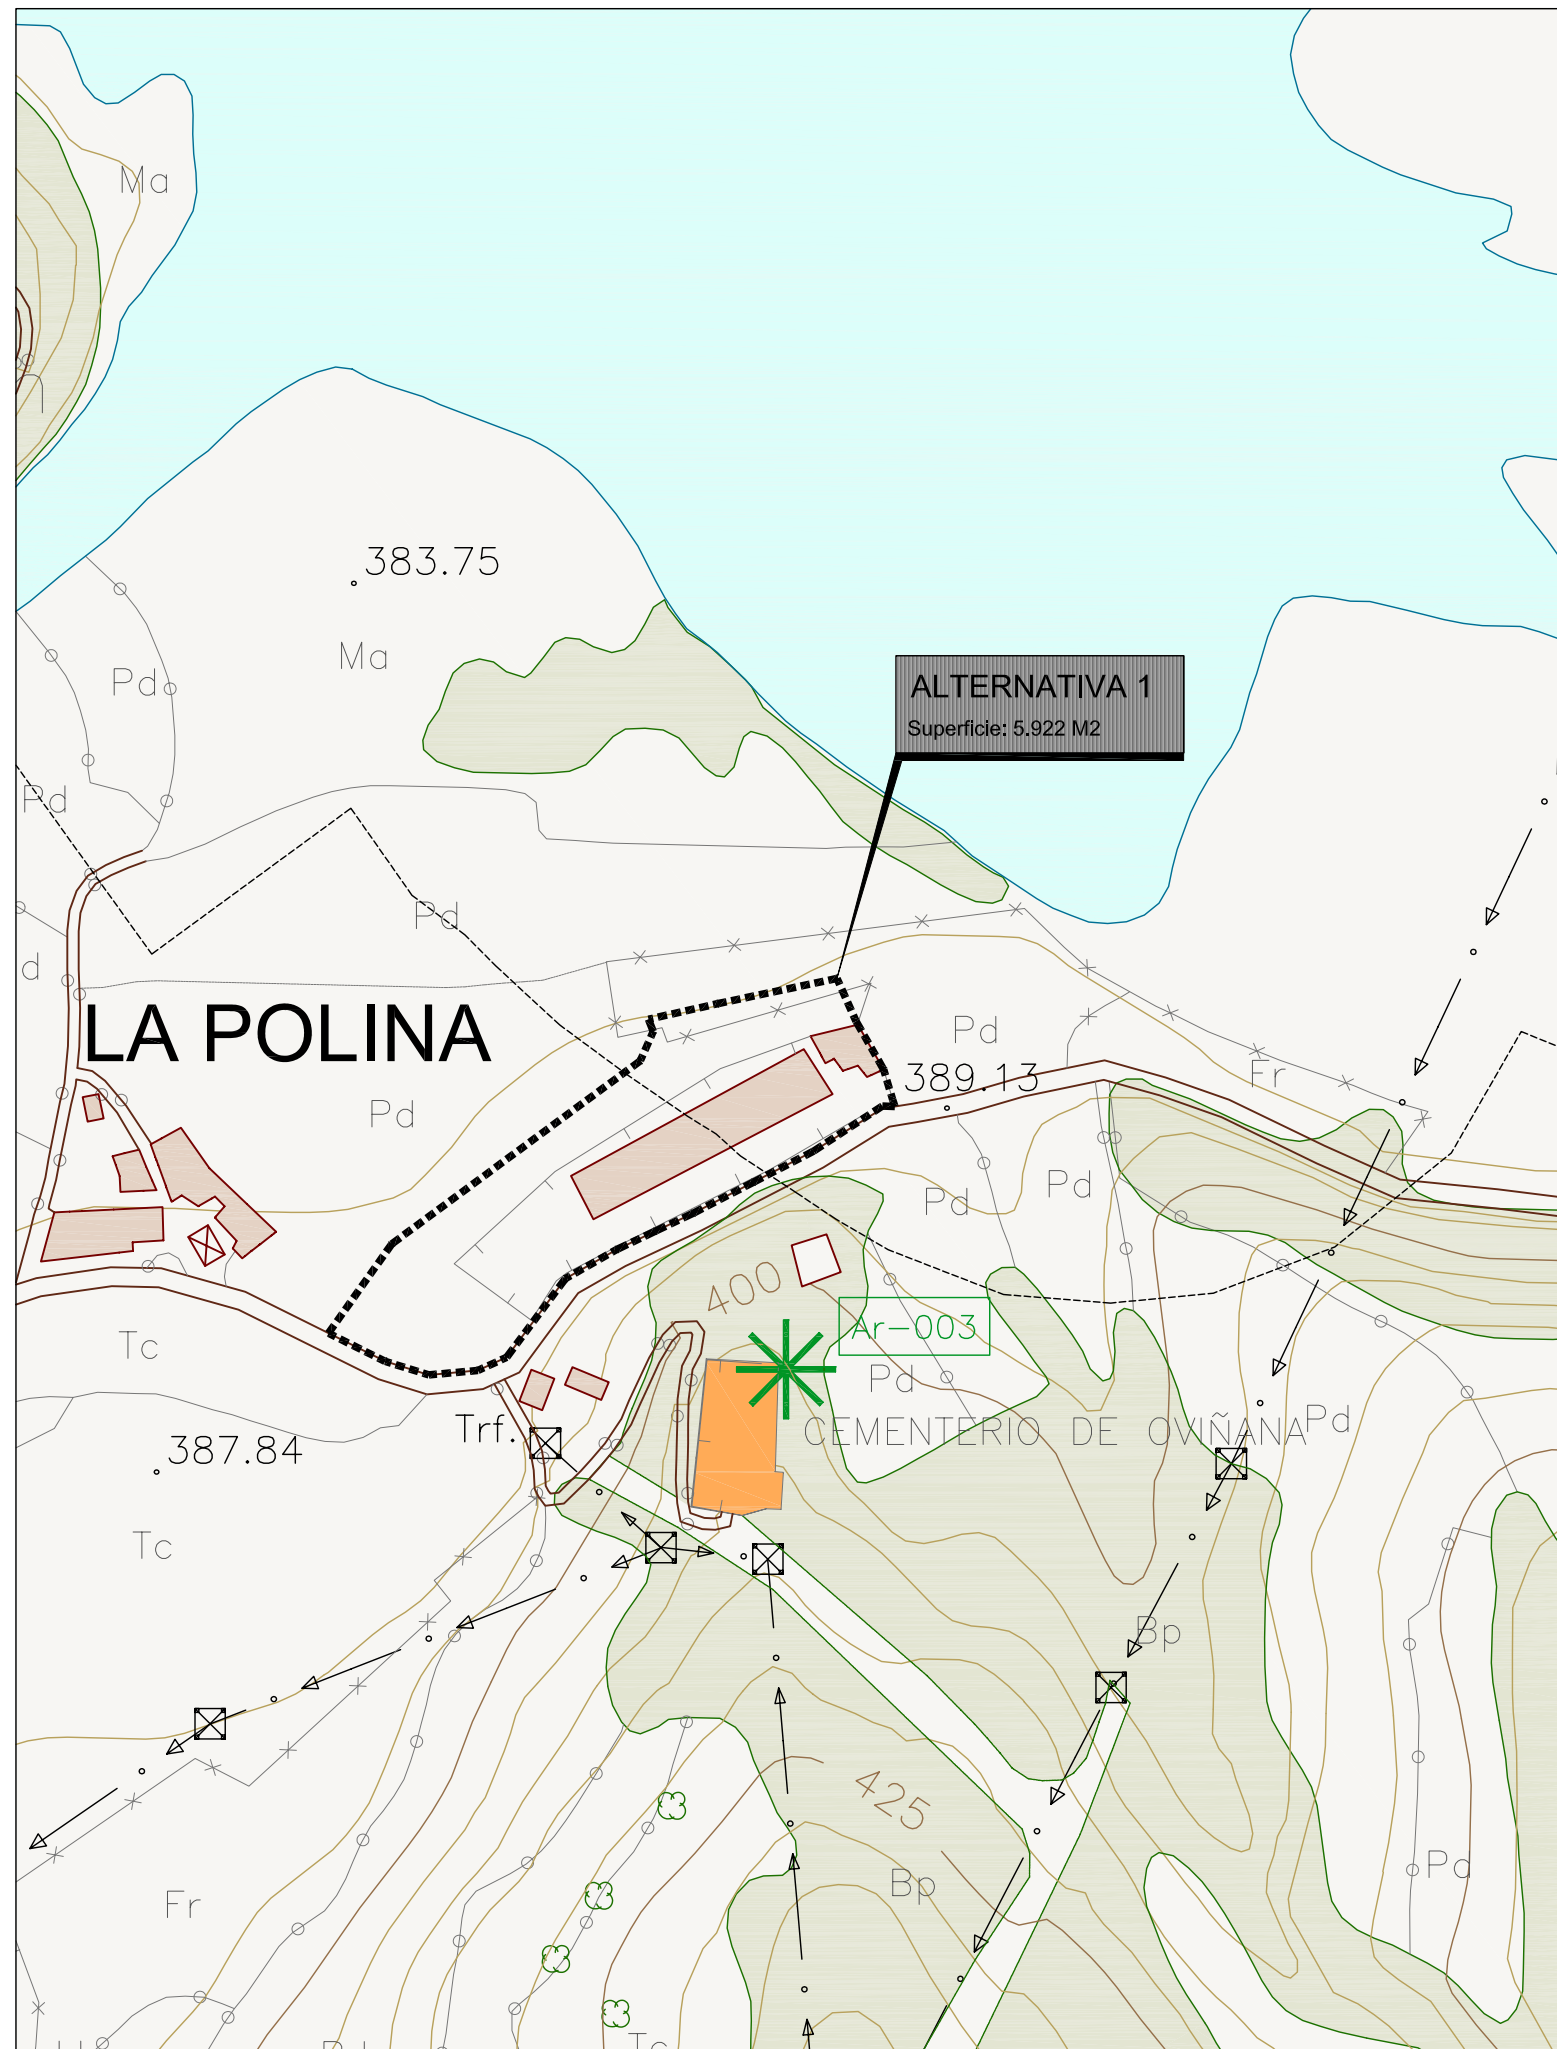 Ma
383.75
Ma
Pd
ALTERNATIVA 1
Superficie: 5.922 M2
Pd
Pd
d
LA POLINA
Pd
389.13
Fr
Pd
Pd
Pd
400
Ar-003
Tc
Pd
CEMENTERIO DE OVIÑANA
Pd
Trf.
387.84
Tc
Bp
425
Pd
Bp
Fr
Tc